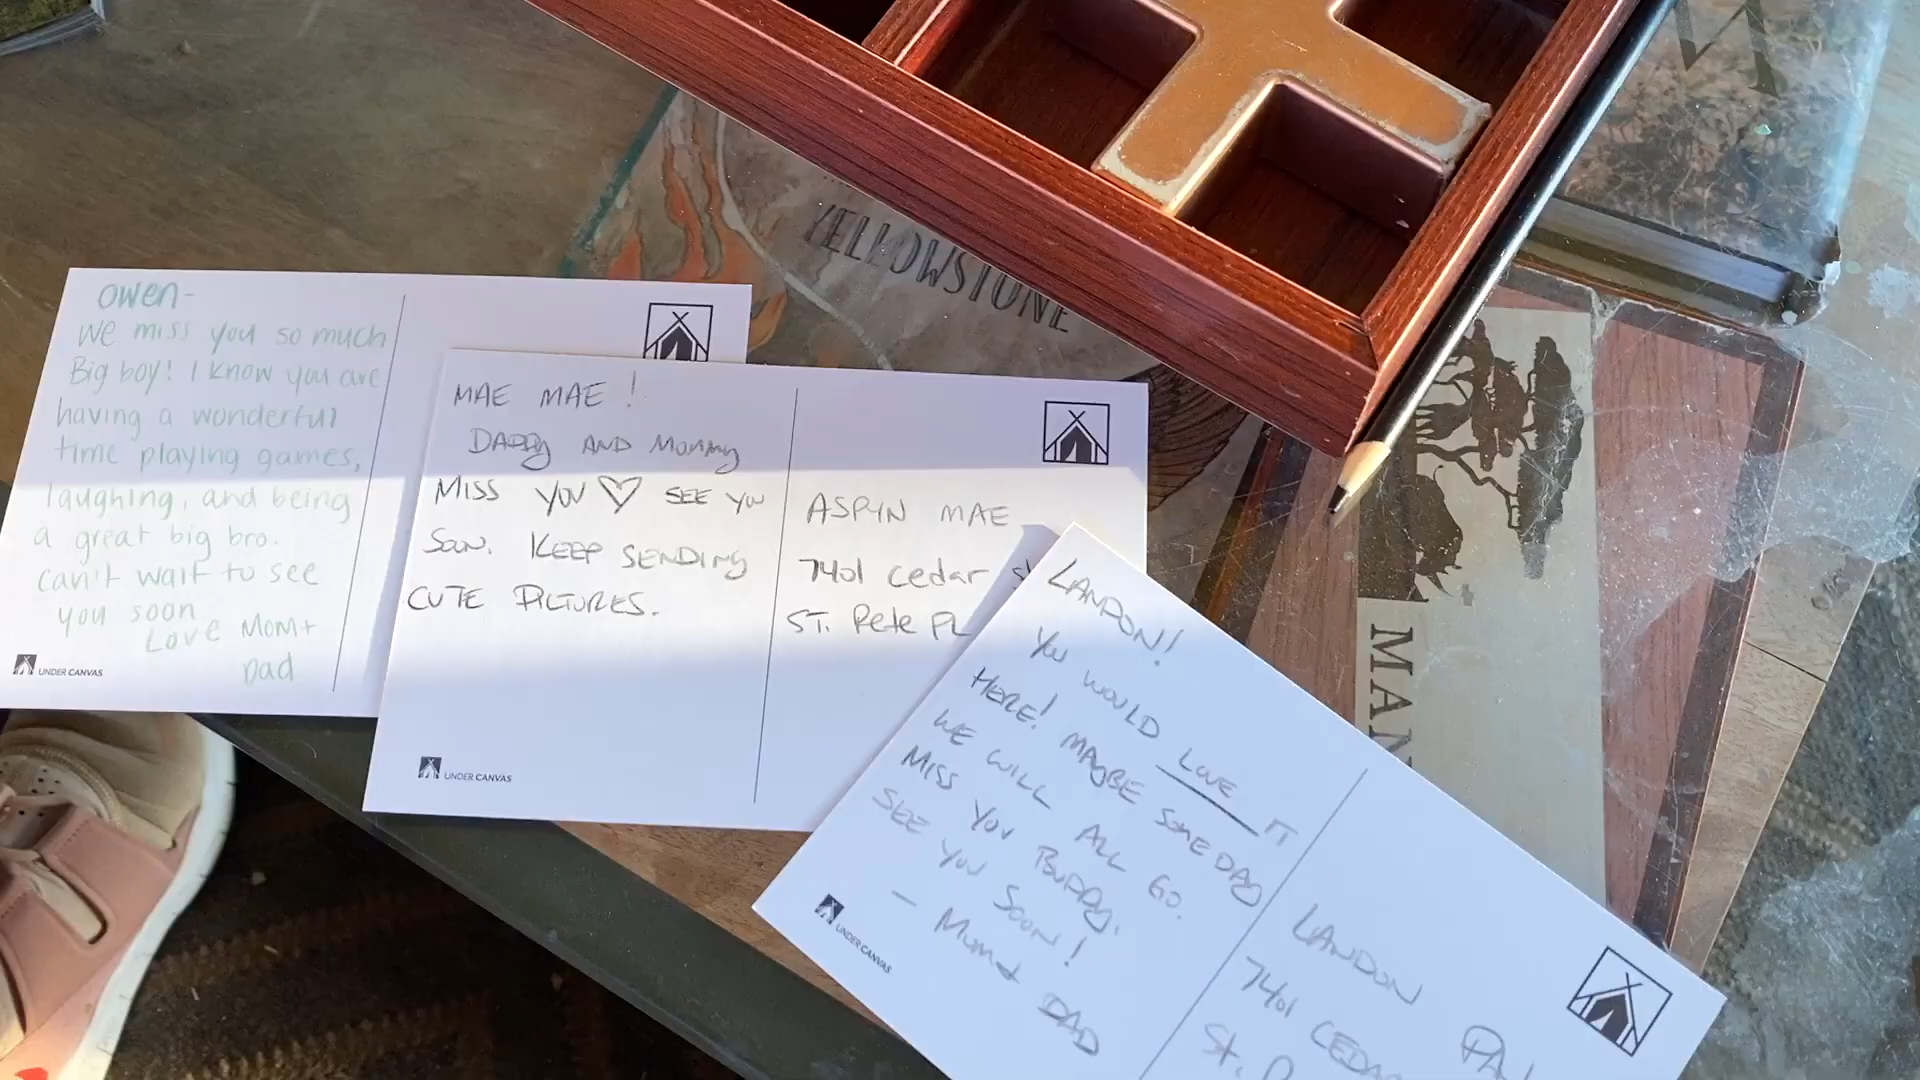 YELLOWSTONE
owen-
We miss you so much
Big boy! I know you are
having a wonderful
time playing games,
laughing, and being
a great big bro.
can't wait to see
you soon
Love Mom+
Dad
UNDER CANVAS
MAE MAE!
DADDY AND MOMMY
MISS YOU ♡ SEE YOU
SOON. KEEP SENDING
CUTE PICTURES.
ASPYN MAE
7401 cedar st
ST. Pete FL
UNDER CANVAS
LANDON!
YOU WOULD LOVE IT
HERE! MAYBE SOMEDAY
WE WILL ALL GO.
MISS YOU BUDDY.
SEE YOU SOON!
- MOM+ DAD
LANDON
7401 CEDA
St. P
UNDER CANVAS
MAN